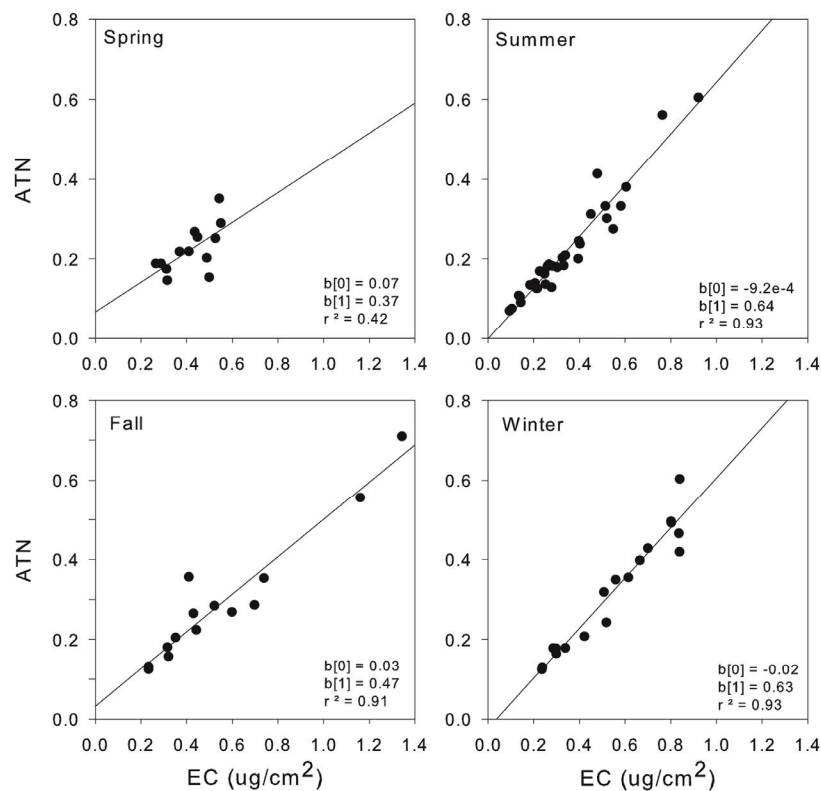 0.8
Spring
0.6
ATN
0.4
0.2
b[0] = 0.07
b[1] = 0.37
r ² = 0.42
0.0
0.0 0.2 0.4 0.6 0.8 1.0 1.2 1.4
0.8
Summer
0.6
0.4
0.2
b[0] = -9.2e-4
b[1] = 0.64
r ² = 0.93
0.0
0.0 0.2 0.4 0.6 0.8 1.0 1.2 1.4
0.8
Fall
0.6
ATN
0.4
0.2
b[0] = 0.03
b[1] = 0.47
r ² = 0.91
0.0
0.0 0.2 0.4 0.6 0.8 1.0 1.2 1.4
EC (ug/cm²)
0.8
Winter
0.6
0.4
0.2
b[0] = -0.02
b[1] = 0.63
r ² = 0.93
0.0
0.0 0.2 0.4 0.6 0.8 1.0 1.2 1.4
EC (ug/cm²)